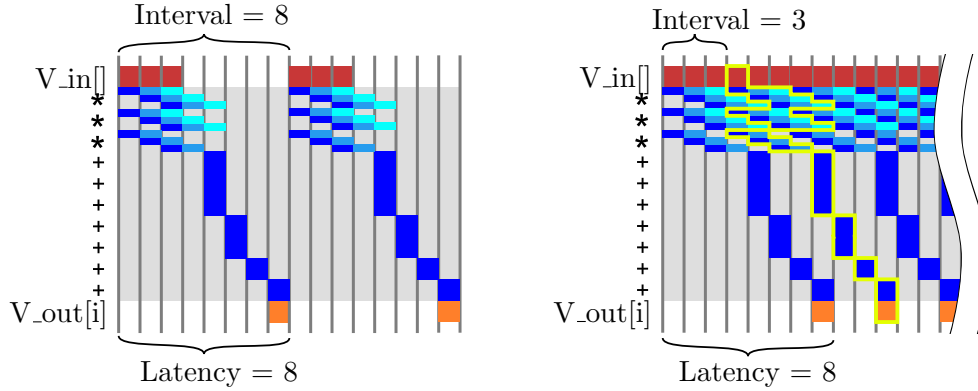 Interval = 8
V_in[]
*
*
*
+
+
+
+
+
+
+
V_out[i]
Latency = 8
Interval = 3
V_in[]
*
*
*
+
+
+
+
+
+
+
V_out[i]
Latency = 8